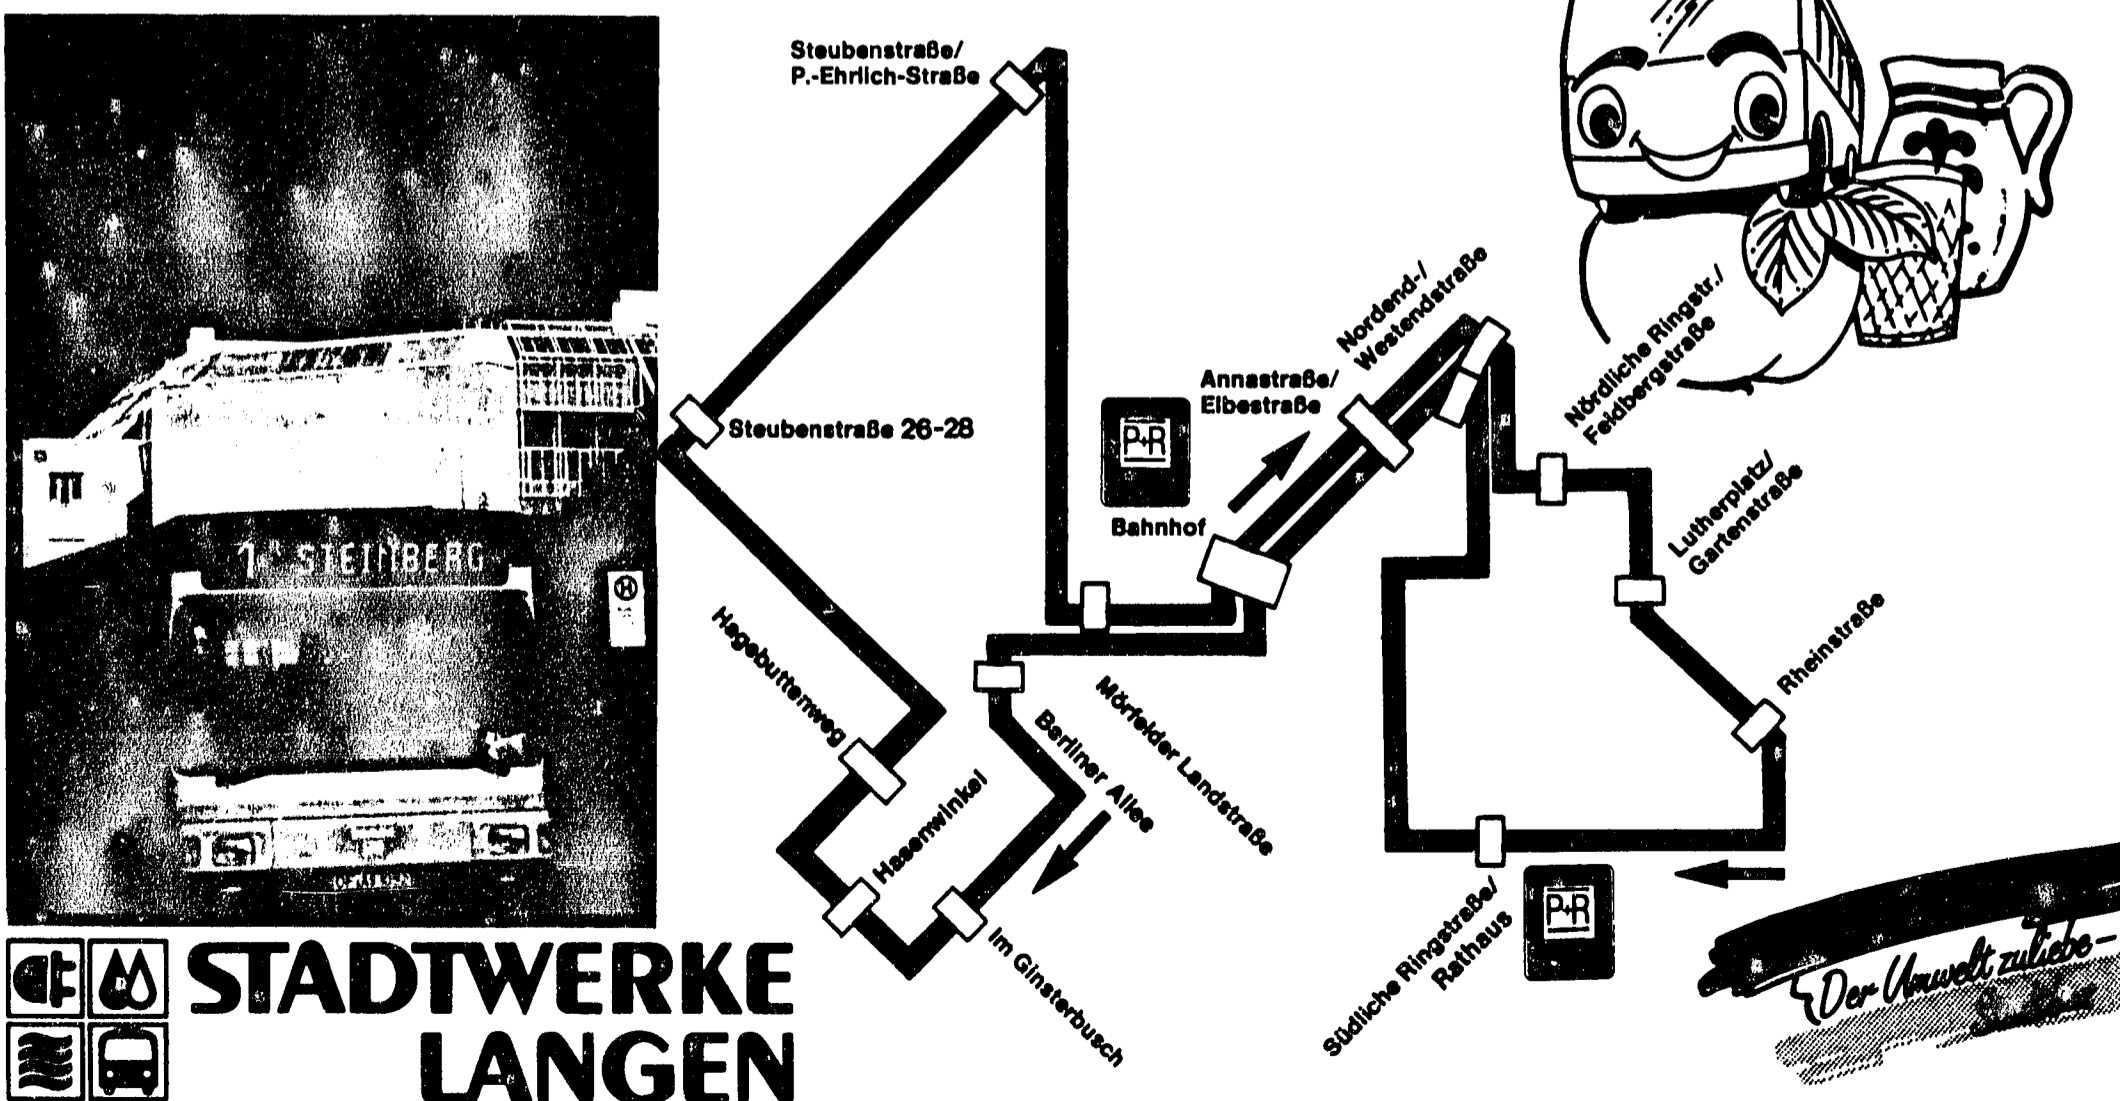 Steubenstraße/
P.-Ehrlich-Straße
Steubenstraße 26-28
Nordend-/
Westendstraße
Annastraße/
Elbestraße
P+R
Bahnhof
Nördliche Ringstr./
Feldbergstraße
Lutherplatz/
Gartenstraße
Rheinstraße
STEINBERG
H
Hagebuttenweg
Hasenwinkel
Berliner Allee
Mörfelder Landstraße
Im Ginsterbusch
Südliche Ringstraße/
Rathaus
P+R
Der Umwelt zuliebe–
STADTWERKE
LANGEN